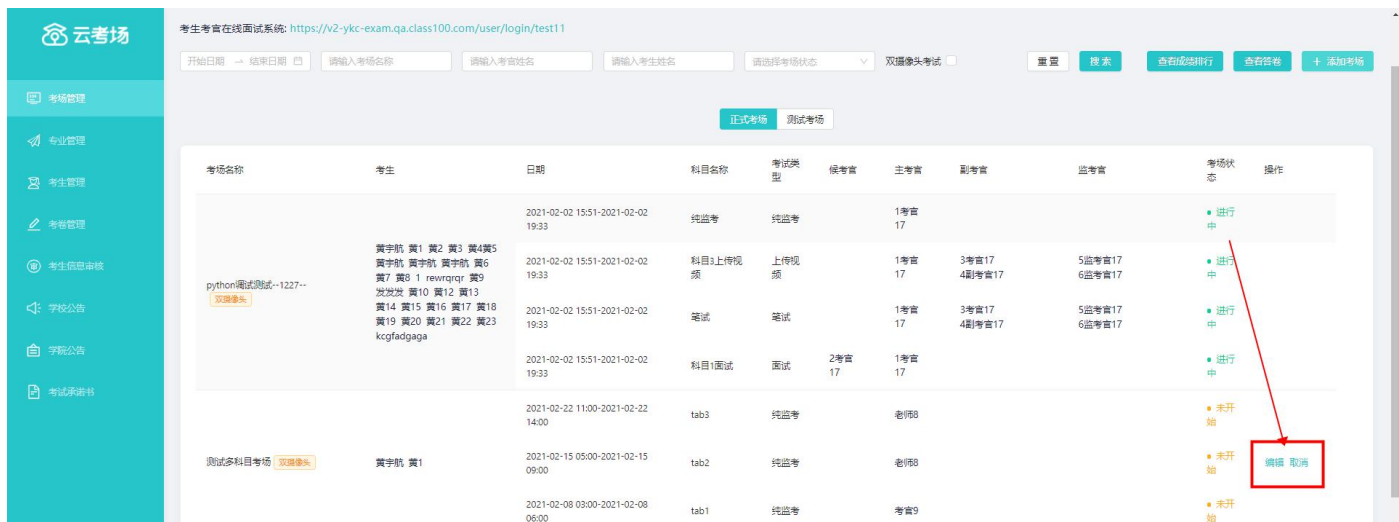 云考场
考生考官在线面试系统: https://v2-ykc-exam.qa.class100.com/user/login/test11
开始日期 → 结束日期 请输入考场名称 请输入考官姓名 请输入考生姓名 请选择考场状态 双摄像头考试 重置 搜索 查看成绩排行 查看答卷 + 添加考场
考场管理
专业管理
考生管理
考卷管理
考生信息审核
学校公告
学院公告
考试承诺书
正式考场 测试考场
考场名称 考生 日期 科目名称 考试类
型 候考官 主考官 副考官 监考官 考场状
态 操作
python调试测试--1227--
双摄像头
黄宇航 黄1 黄2 黄3 黄4黄5
黄宇航 黄宇航 黄宇航 黄6
黄7 黄8 1 rewrqrqr 黄9
发发发 黄10 黄12 黄13
黄14 黄15 黄16 黄17 黄18
黄19 黄20 黄21 黄22 黄23
kcgfadgaga
2021-02-02 15:51-2021-02-02
19:33
纯监考 纯监考 1考官
17
进行
中
2021-02-02 15:51-2021-02-02
19:33
科目3上传视
频
上传视
频
1考官
17
3考官17
4副考官17
5监考官17
6监考官17
进行
中
2021-02-02 15:51-2021-02-02
19:33
笔试 笔试 1考官
17
3考官17
4副考官17
5监考官17
6监考官17
进行
中
2021-02-02 15:51-2021-02-02
19:33
科目1面试 面试 2考官
17
1考官
17
进行
中
测试多科目考场 双摄像头 黄宇航 黄1
2021-02-22 11:00-2021-02-22
14:00
tab3 纯监考 老师8 未开
始
2021-02-15 05:00-2021-02-15
09:00
tab2 纯监考 老师8 未开
始
编辑 取消
2021-02-08 03:00-2021-02-08
06:00
tab1 纯监考 考官9 未开
始